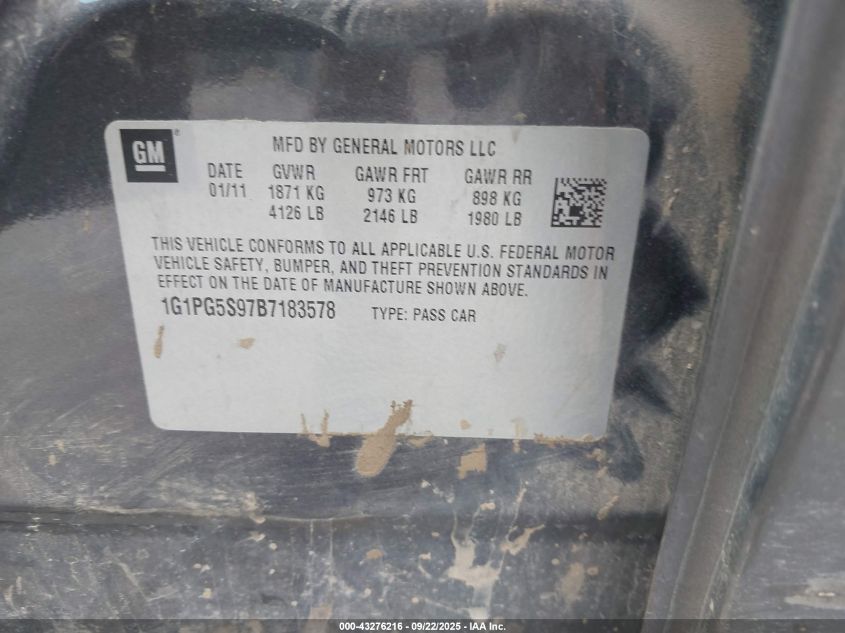 GM ®
MFD BY GENERAL MOTORS LLC
DATE GVWR GAWR FRT GAWR RR
01/11 1871 KG 973 KG 898 KG
4126 LB 2146 LB 1980 LB
THIS VEHICLE CONFORMS TO ALL APPLICABLE U.S. FEDERAL MOTOR
VEHICLE SAFETY, BUMPER, AND THEFT PREVENTION STANDARDS IN
EFFECT ON THE DATE OF MANUFACTURE SHOWN ABOVE.
1G1PG5S97B7183578 TYPE: PASS CAR
000-43276216 - 09/22/2025 - IAA Inc.